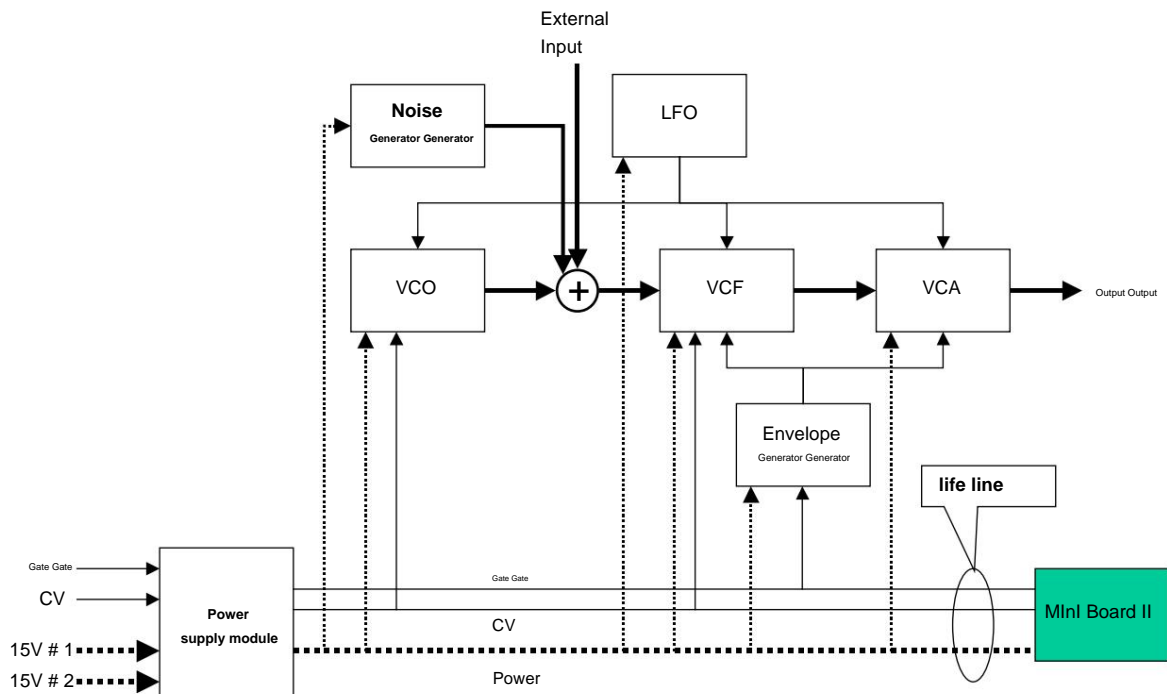 External
Input
Noise
Generator Generator
LFO
VCO
+
VCF
VCA
Output Output
Envelope
Generator Generator
life line
Gate Gate
CV
Power
supply module
Gate Gate
CV
MInI Board II
15V # 1
15V # 2
Power